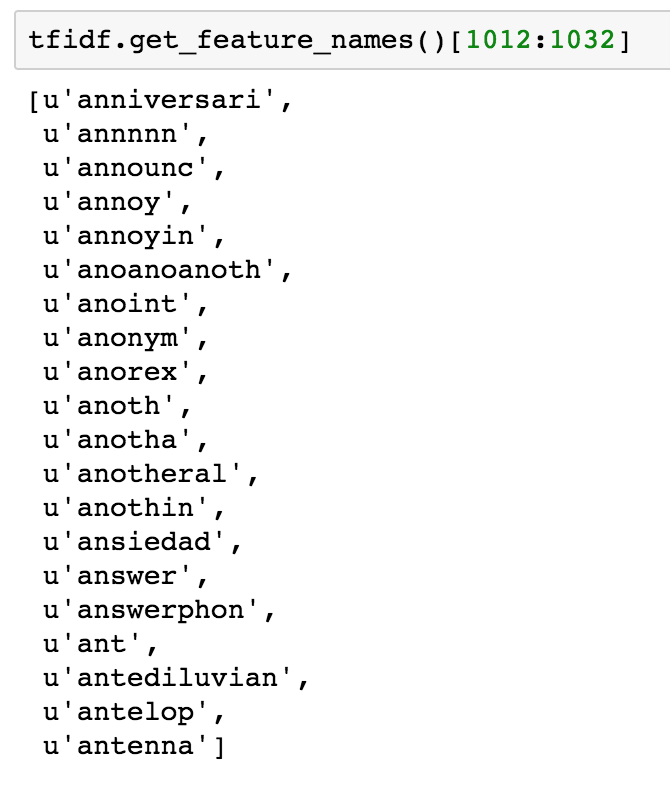 tfidf.get_feature_names()[1012:1032]
[u'anniversari',
u'annnnn',
u'announc',
u'annoy',
u'annoyin',
u'anoanoanoth',
u'anoint',
u'anonym',
u'anorex',
u'anoth',
u'anotha',
u'anotheral',
u'anothin',
u'ansiedad',
u'answer',
u'answerphon',
u'ant',
u'antediluvian',
u'antelop',
u'antenna']